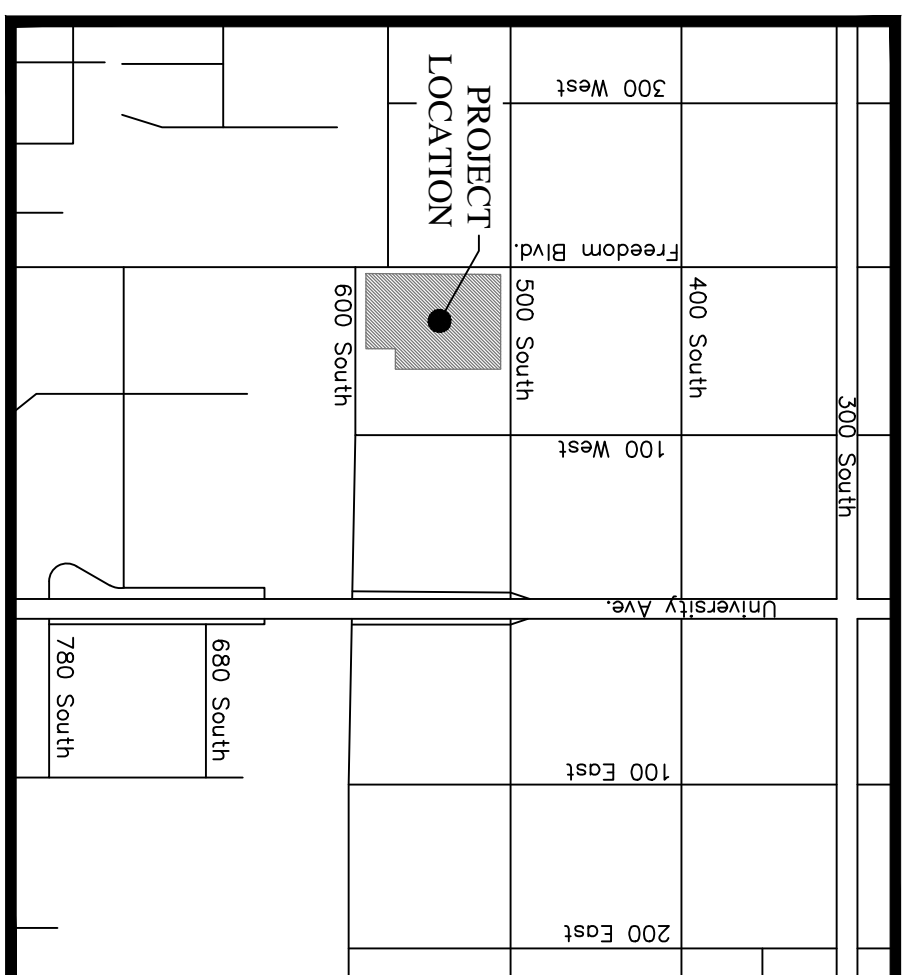 300 West
PROJECT
LOCATION
Freedom Blvd.
600 South
500 South
400 South
300 South
100 West
University Ave.
780 South
680 South
100 East
200 East